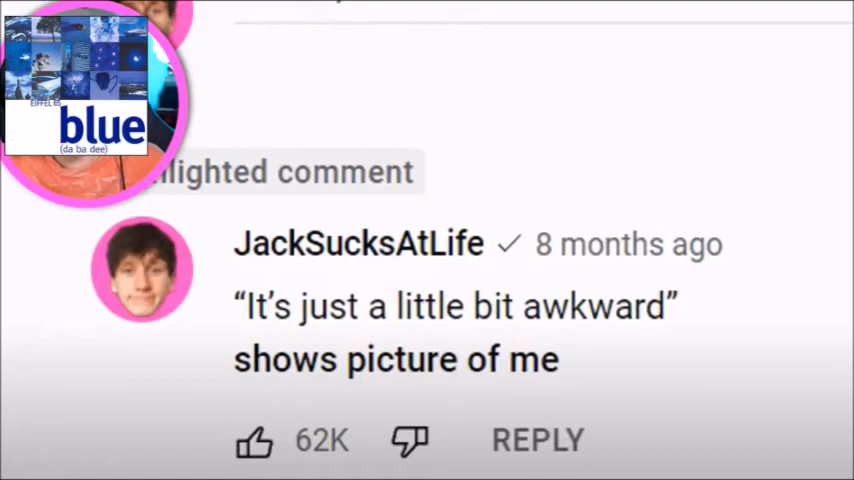 EIFFEL 65
blue
(da ba dee)
lighted comment
JackSucksAtLife 8 months ago
“It’s just a little bit awkward”
shows picture of me
62K REPLY